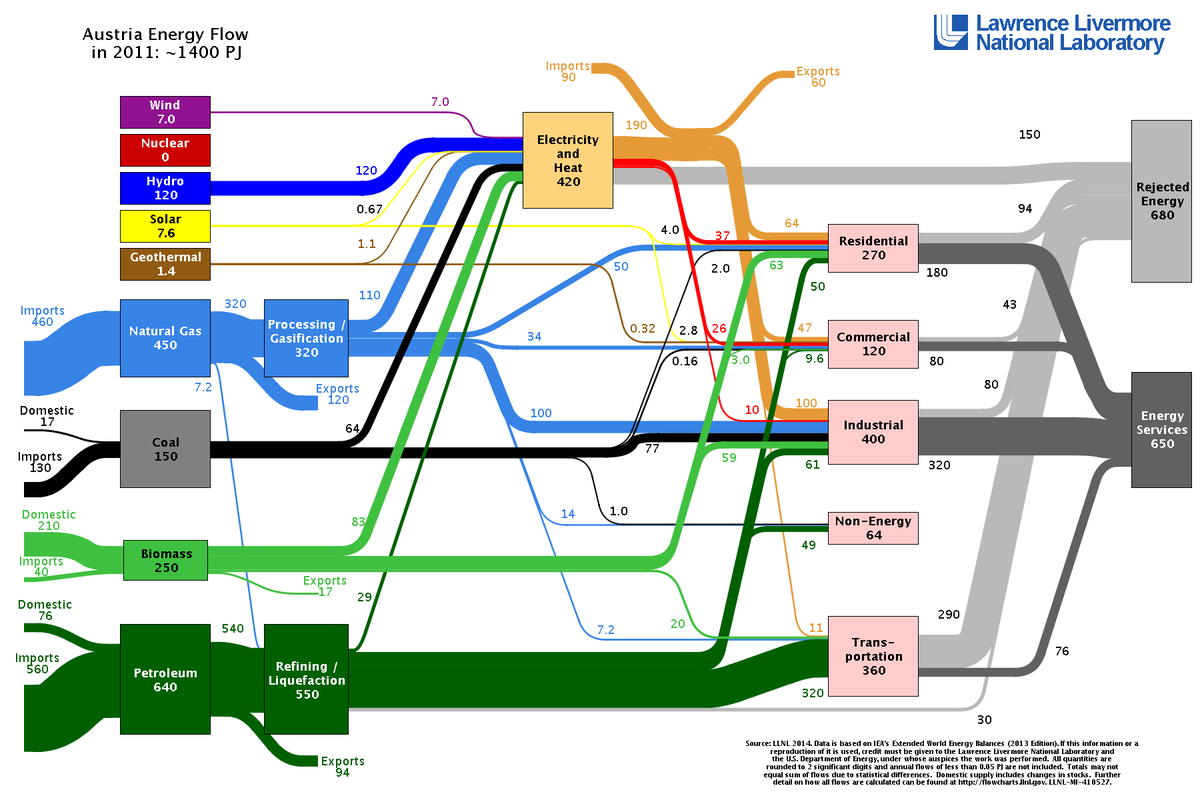 Austria Energy Flow
in 2011: ~1400 PJ
Lawrence Livermore
National Laboratory
Imports
90
Exports
60
Wind
7.0
7.0
Nuclear
0
Hydro
120
120
Solar
7.6
0.67
Geothermal
1.4
1.1
Electricity
and
Heat
420
190
150
Rejected
Energy
680
94
4.0
37
64
Residential
270
180
2.0
63
50
50
Imports
460
Natural Gas
450
320
Processing /
Gasification
320
110
34
0.32
2.8
26
47
Commercial
120
43
80
0.16
3.0
9.6
7.2
Exports
120
Domestic
17
Imports
130
Coal
150
64
100
10
100
Industrial
400
80
320
77
59
61
Energy
Services
650
Domestic
210
Imports
40
Biomass
250
83
Exports
17
14
1.0
Non-Energy
64
49
Domestic
76
Imports
560
Petroleum
640
540
Refining /
Liquefaction
550
29
7.2
20
11
Trans-
portation
360
290
76
320
30
Exports
94
Source: LLNL 2014. Data is based on IEA's Extended World Energy Balances (2013 Edition). If this information or a
reproduction of it is used, credit must be given to the Lawrence Livermore National Laboratory and
the U.S. Department of Energy, under whose auspices the work was performed. All quantities are
rounded to 2 significant digits and annual flows of less than 0.05 PJ are not included. Totals may not
equal sum of flows due to statistical differences. Domestic supply includes changes in stocks. Further
detail on how all flows are calculated can be found at http://flowcharts.llnl.gov. LLNL-MI-410527.